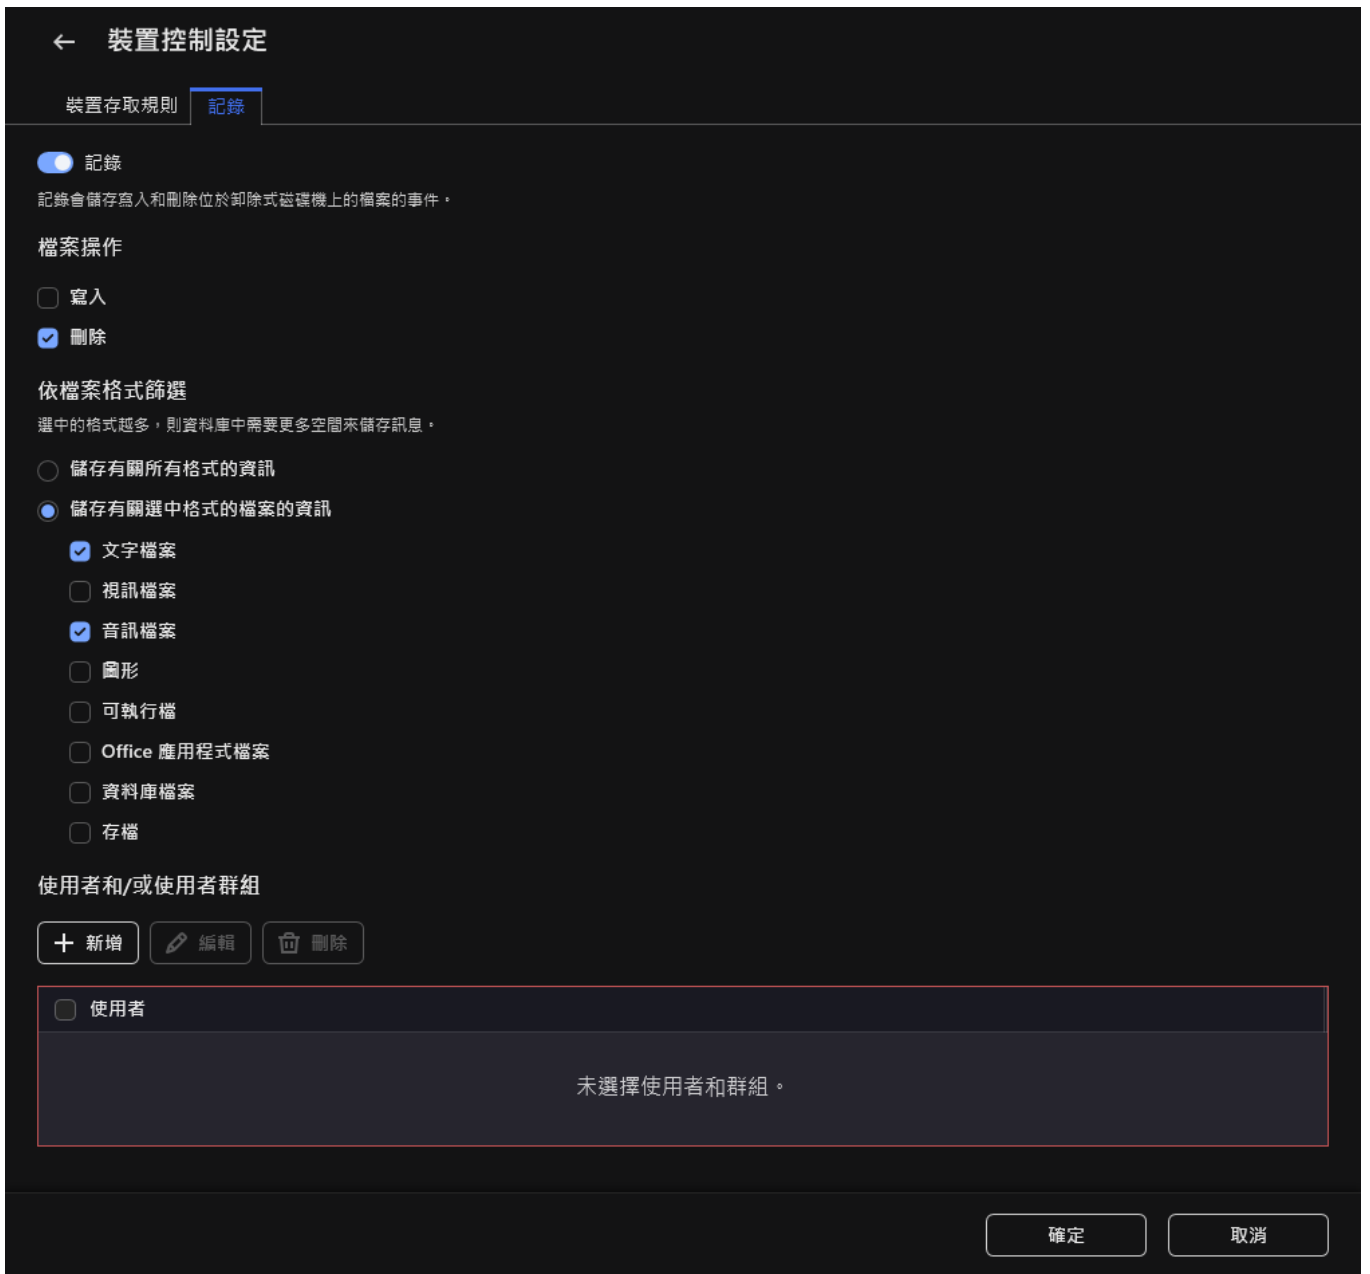 裝置控制設定
裝置存取規則 記錄
記錄
記錄會儲存寫入和刪除位於卸除式磁碟機上的檔案的事件。
檔案操作
寫入
刪除
依檔案格式篩選
選中的格式越多，則資料庫中需要更多空間來儲存訊息。
儲存有關所有格式的資訊
儲存有關選中格式的檔案的資訊
文字檔案
視訊檔案
音訊檔案
圖形
可執行檔
Office 應用程式檔案
資料庫檔案
存檔
使用者和/或使用者群組
新增 編輯 刪除
使用者
未選擇使用者和群組。
確定 取消